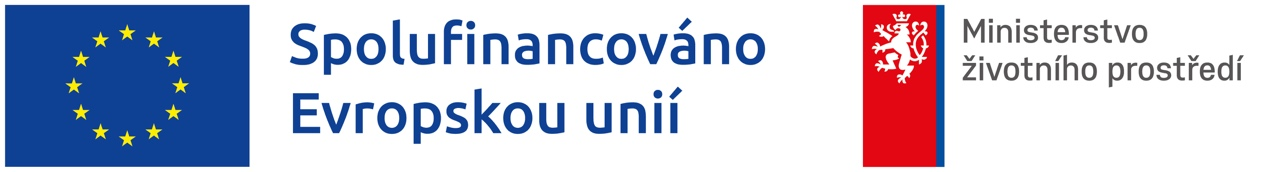 Spolufinancováno
Evropskou unií
Ministerstvo
životního prostředí